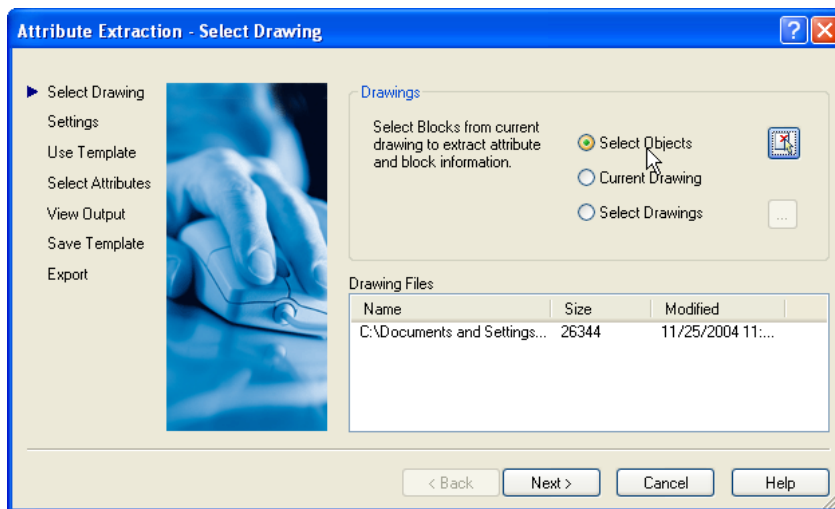 Attribute Extraction - Select Drawing
Select Drawing
Settings
Use Template
Select Attributes
View Output
Save Template
Export
Drawings
Select Blocks from current
drawing to extract attribute
and block information.
Select Objects
Current Drawing
Select Drawings
...
Drawing Files
Name Size Modified
C:\Documents and Settings... 26344 11/25/2004 11:...
< Back Next > Cancel Help